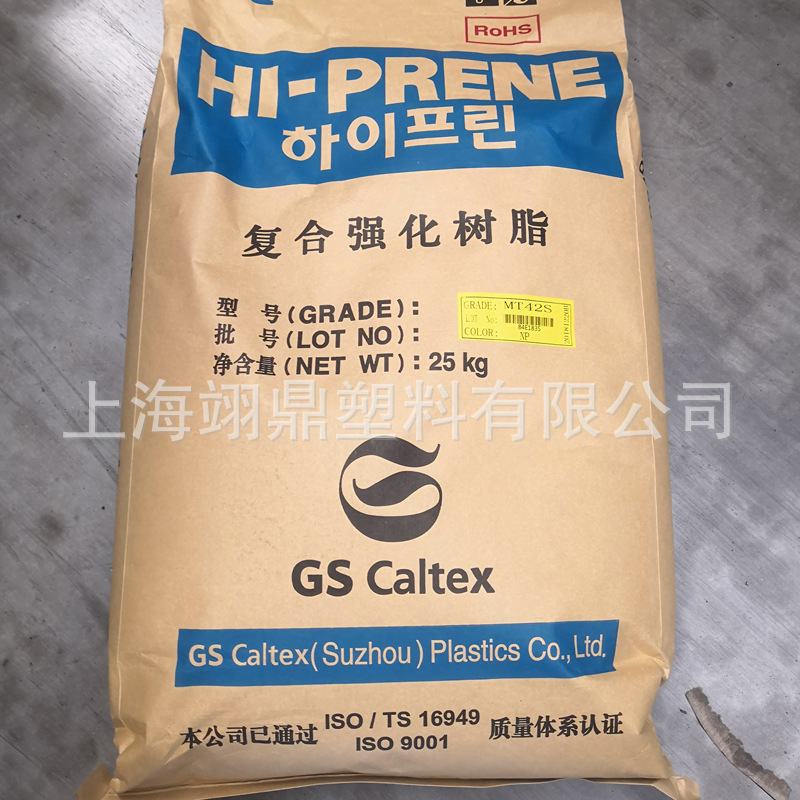 RoHS
HI-PRENE
하이프린
复合强化树脂
型 号(GRADE):
批 号(LOT NO):
净含量(NET WT): 25 kg
GRADE: MT42S
LOT No:
B4E1835
COLOR: NP
上海翊鼎塑料有限公司
GS Caltex
GS Caltex(Suzhou) Plastics Co., Ltd.
本公司已通过 ISO / TS 16949 质量体系认证
ISO 9001